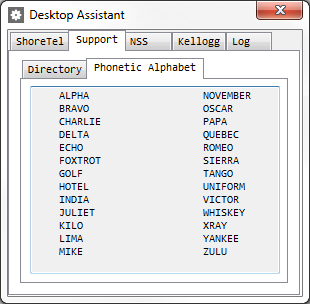 Desktop Assistant
ShoreTel Support NSS Kellogg Log
Directory Phonetic Alphabet
ALPHA NOVEMBER
BRAVO OSCAR
CHARLIE PAPA
DELTA QUEBEC
ECHO ROMEO
FOXTROT SIERRA
GOLF TANGO
HOTEL UNIFORM
INDIA VICTOR
JULIET WHISKEY
KILO XRAY
LIMA YANKEE
MIKE ZULU